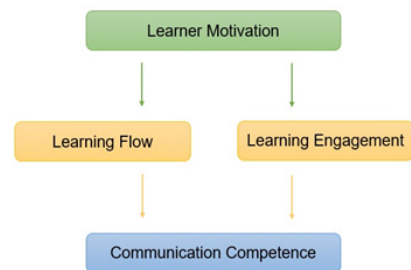 Learner Motivation
Learning Flow
Learning Engagement
Communication Competence